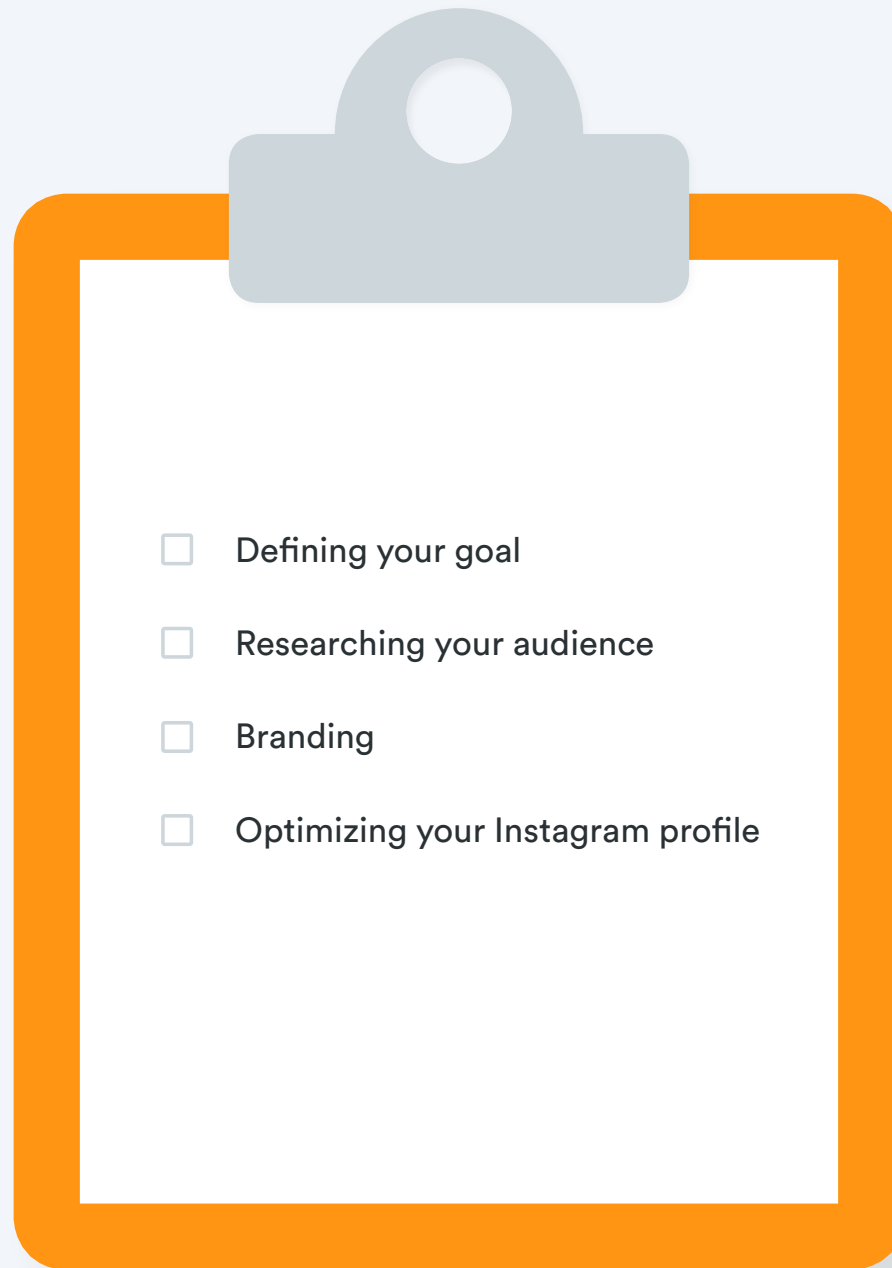 Defining your goal
Researching your audience
Branding
Optimizing your Instagram profile